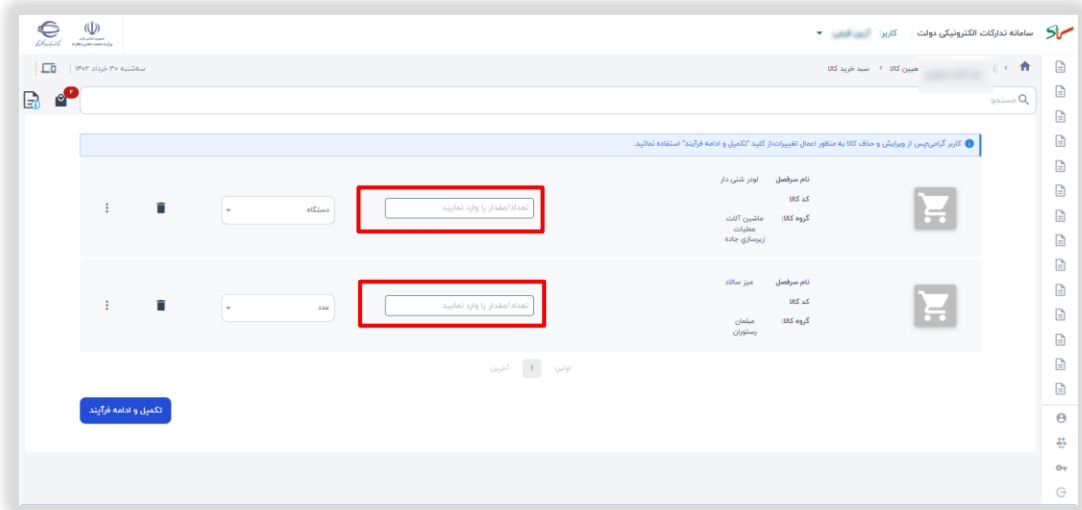 سامانه تدارکات الکترونیکی دولت
کاربر:
سبد خرید کالا
سه‌شنبه ۳۰ خرداد ۱۴۰۲
۲
جستجو
کاربر گرامی،پس از ویرایش و حذف کالا به منظور اعمال تغییرات،از کلید "تکمیل و ادامه فرآیند" استفاده نمائید.
نام سرفصل لودر شنی دار
کد کالا
گروه کالا: ماشین آلات
عملیات
زیرسازی جاده
تعداد/مقدار را وارد نمایید
دستگاه
نام سرفصل میز سالاد
کد کالا
گروه کالا: مبلمان
رستوران
تعداد/مقدار را وارد نمایید
عدد
اولین ۱ آخرین
تکمیل و ادامه فرآیند